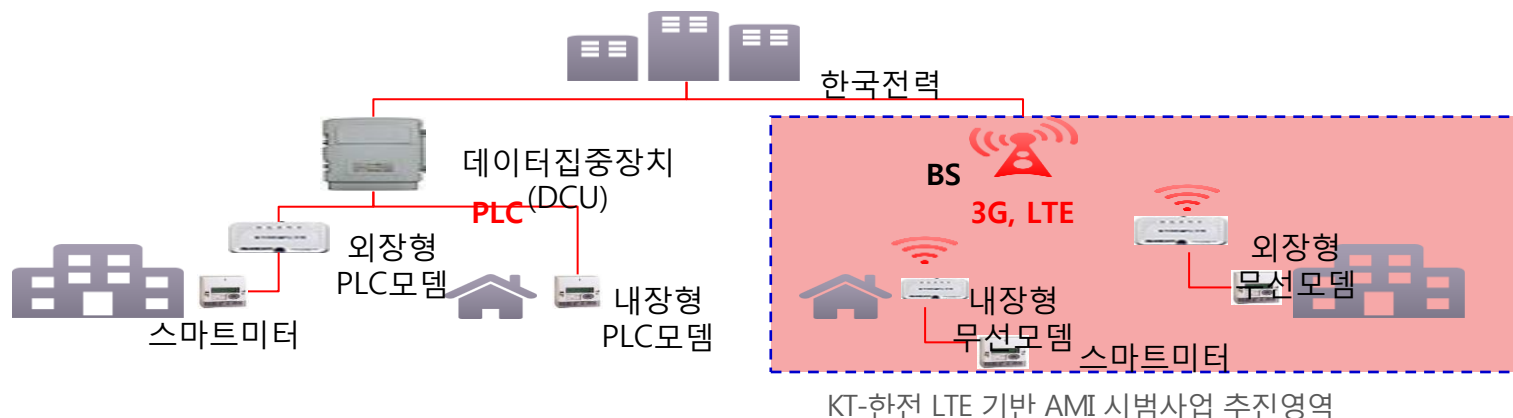 한국전력
데이터집중장치
(DCU)
PLC
BS
3G, LTE
외장형
PLC모뎀
스마트미터
내장형
PLC모뎀
내장형
무선모뎀
스마트미터
외장형
무선모뎀
KT-한전 LTE 기반 AMI 시범사업 추진영역